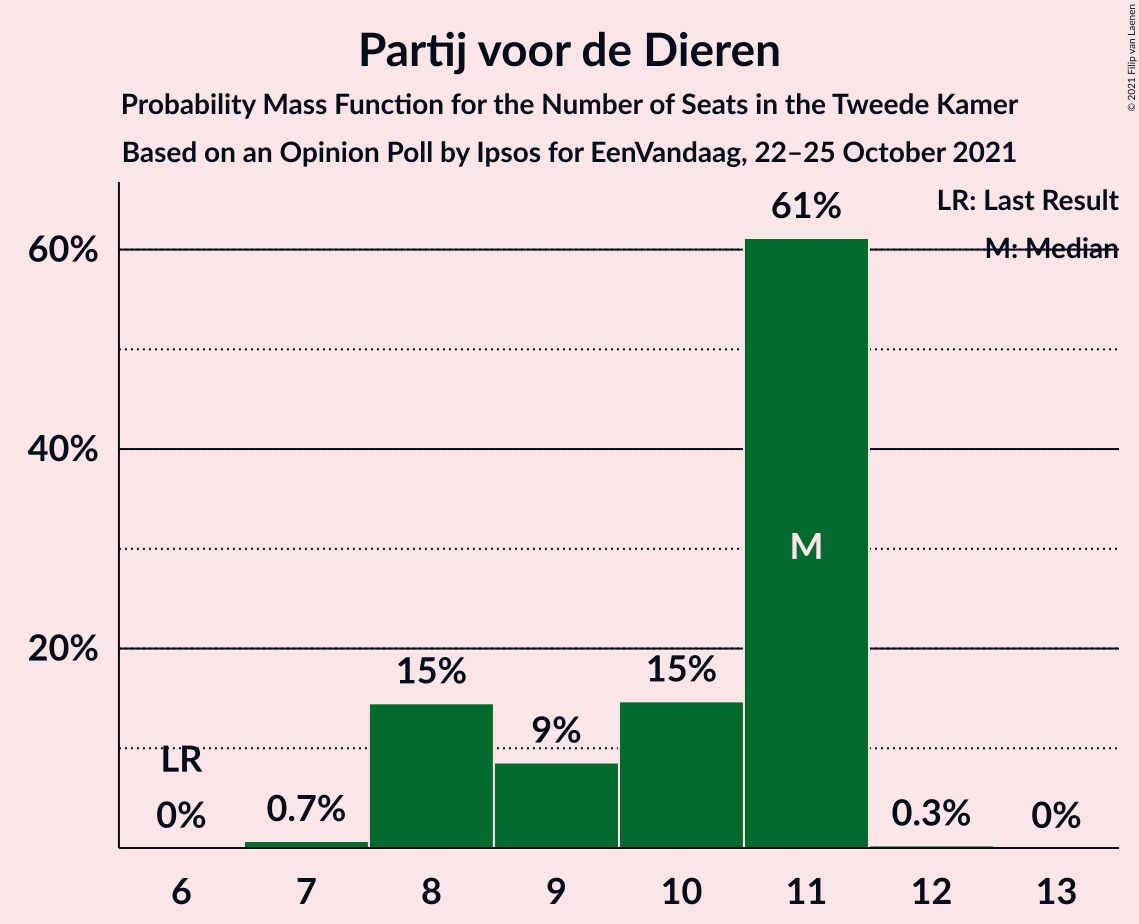 Partij voor de Dieren
Probability Mass Function for the Number of Seats in the Tweede Kamer
Based on an Opinion Poll by Ipsos for EenVandaag, 22–25 October 2021
© 2021 Filip van Laenen
LR: Last Result
M: Median
60%
40%
20%
61%
M
15%
9%
15%
LR
0%
0.7%
0.3%
0%
6 7 8 9 10 11 12 13